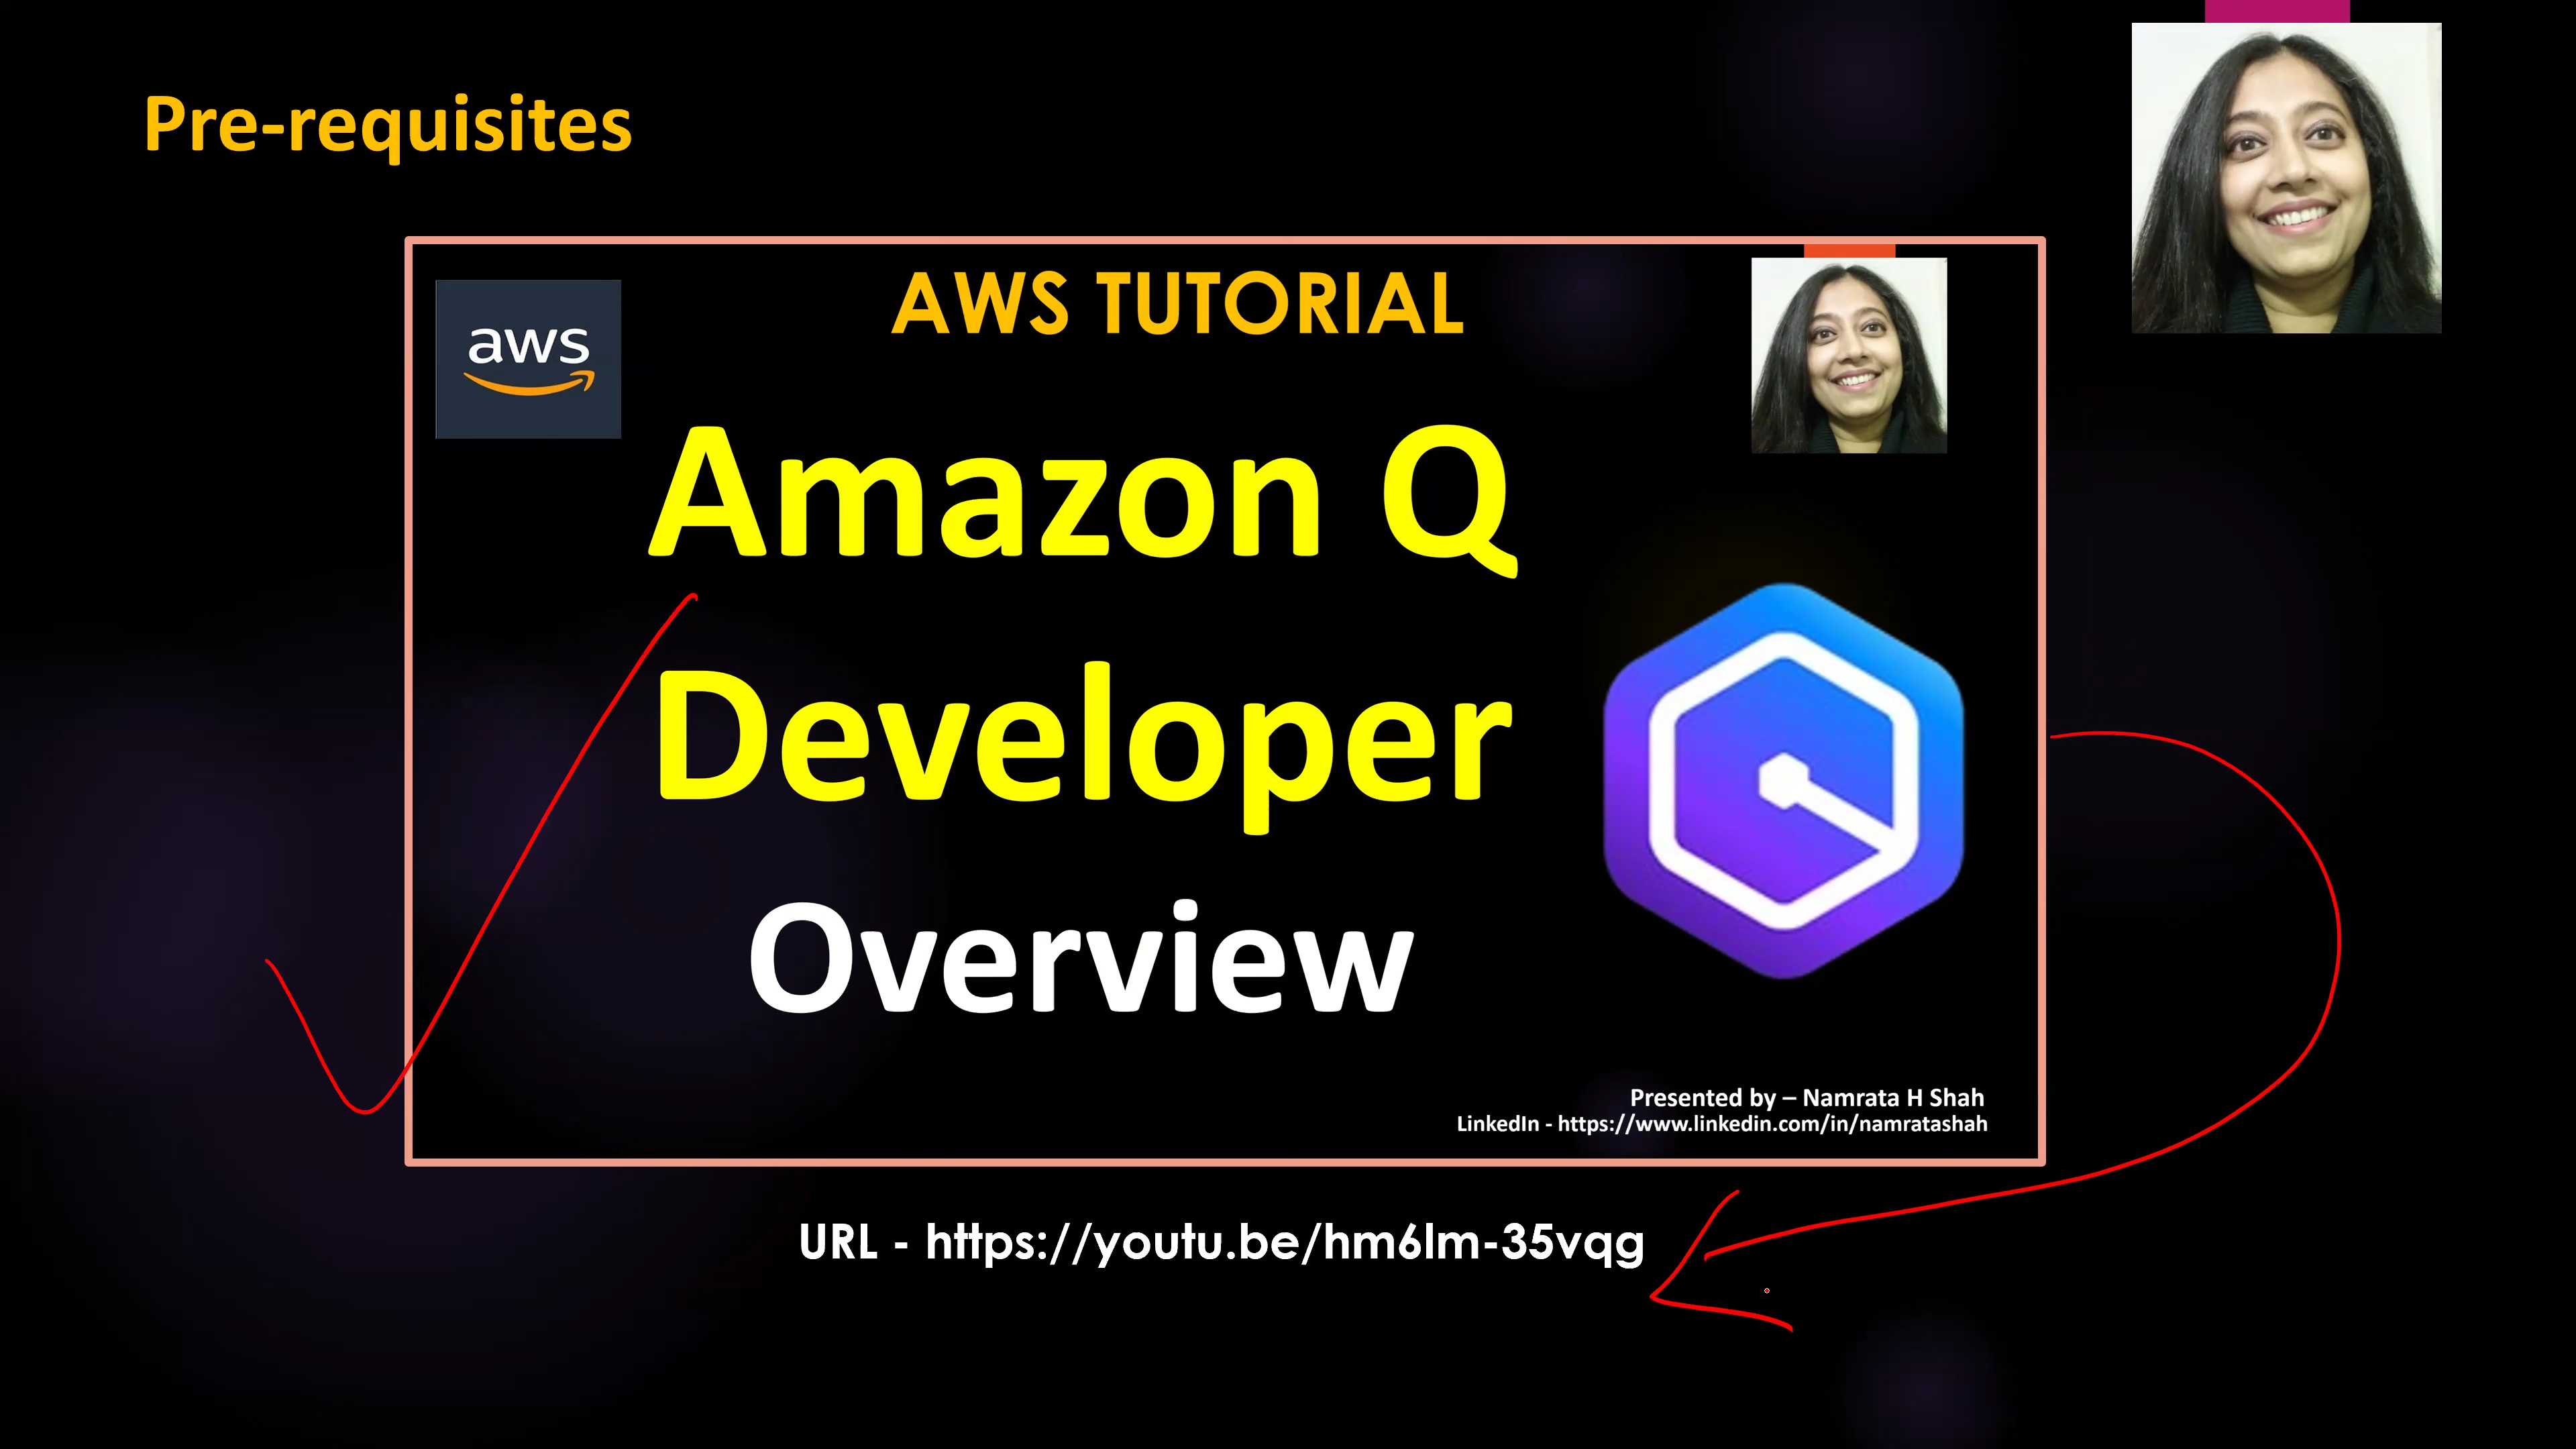 Pre-requisites
AWS TUTORIAL
aws
Amazon Q
Developer
Overview
Presented by – Namrata H Shah
LinkedIn - https://www.linkedin.com/in/namratashah
URL - https://youtu.be/hm6lm-35vqg